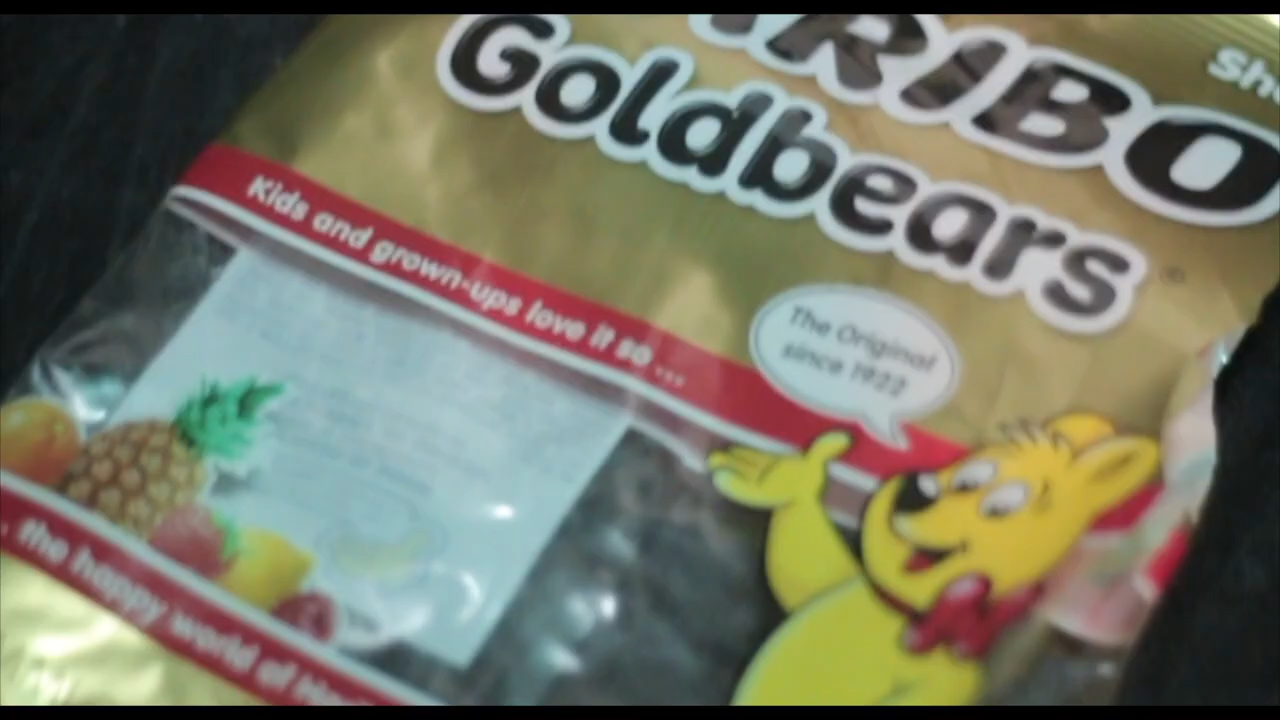 RIBO
Goldbears
Kids and grown-ups love it so ...
The Original
since 1922
the happy world of